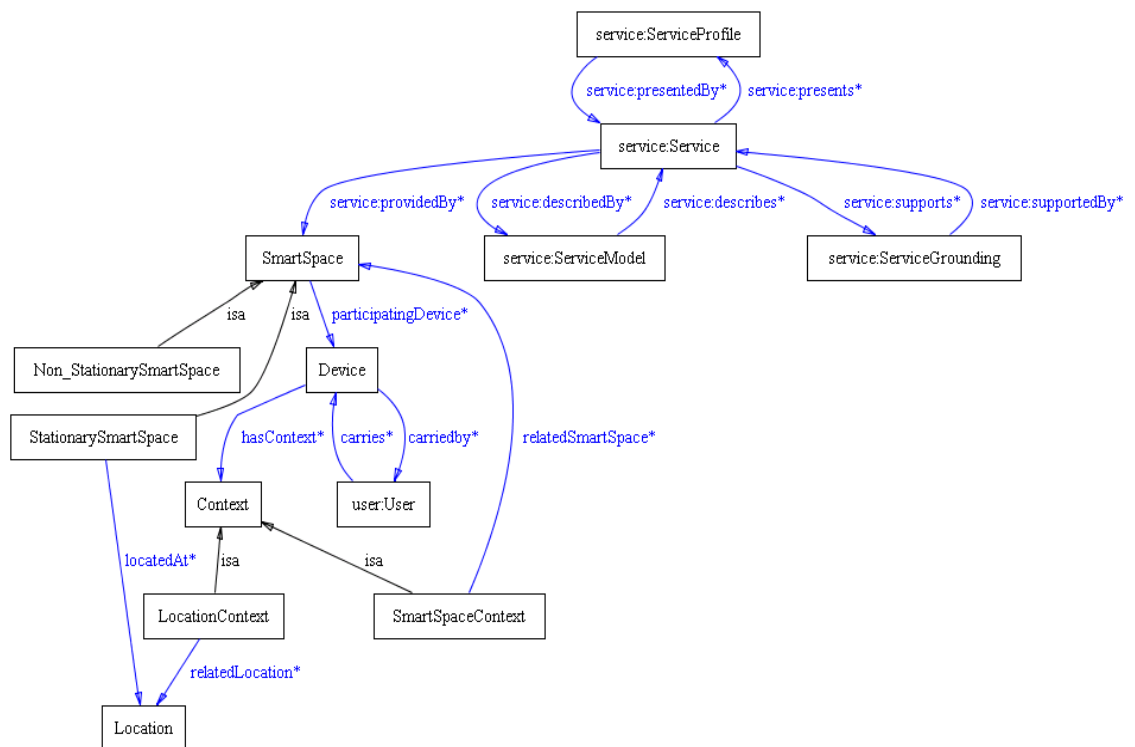 service:ServiceProfile
service:presentedBy*
service:presents*
service:Service
service:providedBy*
service:describedBy*
service:describes*
service:supports*
service:supportedBy*
SmartSpace
service:ServiceModel
service:ServiceGrounding
isa
isa
participatingDevice*
Non_StationarySmartSpace
Device
StationarySmartSpace
hasContext*
carries*
carriedby*
relatedSmartSpace*
Context
user:User
locatedAt*
isa
isa
LocationContext
SmartSpaceContext
relatedLocation*
Location